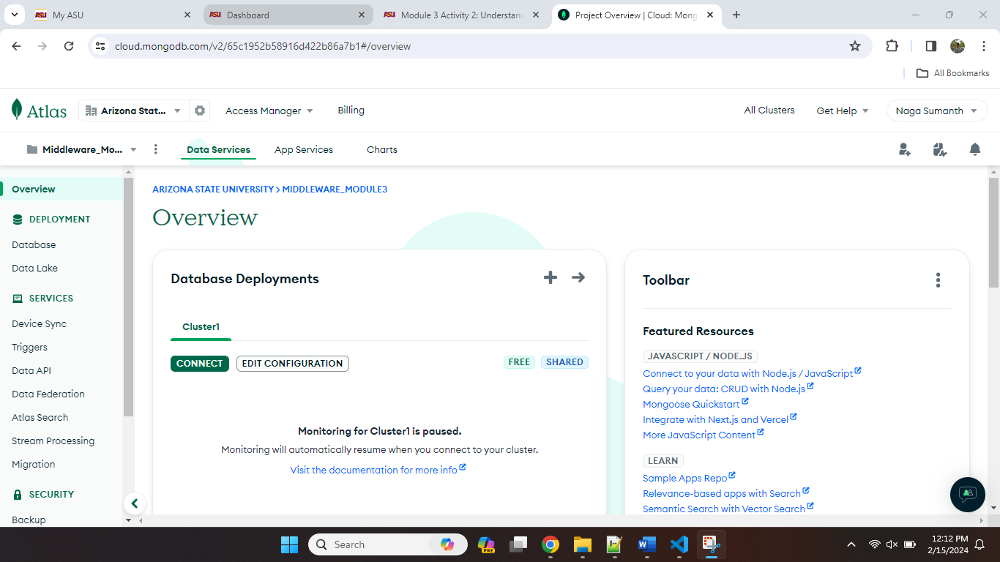 My ASU
Dashboard
Module 3 Activity 2: Understanc
Project Overview | Cloud: Mong
cloud.mongodb.com/v2/65c1952b58916d422b86a7b1#/overview
All Bookmarks
Atlas
Arizona Stat...
Access Manager
Billing
All Clusters
Get Help
Naga Sumanth
Middleware_Mo...
Data Services
App Services
Charts
Overview
DEPLOYMENT
Database
Data Lake
SERVICES
Device Sync
Triggers
Data API
Data Federation
Atlas Search
Stream Processing
Migration
SECURITY
Backup
ARIZONA STATE UNIVERSITY > MIDDLEWARE_MODULE3
Overview
Database Deployments
Cluster1
CONNECT EDIT CONFIGURATION FREE SHARED
Monitoring for Cluster1 is paused.
Monitoring will automatically resume when you connect to your cluster.
Visit the documentation for more info
Toolbar
Featured Resources
JAVASCRIPT / NODE.JS
Connect to your data with Node.js / JavaScript
Query your data: CRUD with Node.js
Mongoose Quickstart
Integrate with Next.js and Vercel
More JavaScript Content
LEARN
Sample Apps Repo
Relevance-based apps with Search
Semantic Search with Vector Search
Search
PRE
12:12 PM
2/15/2024